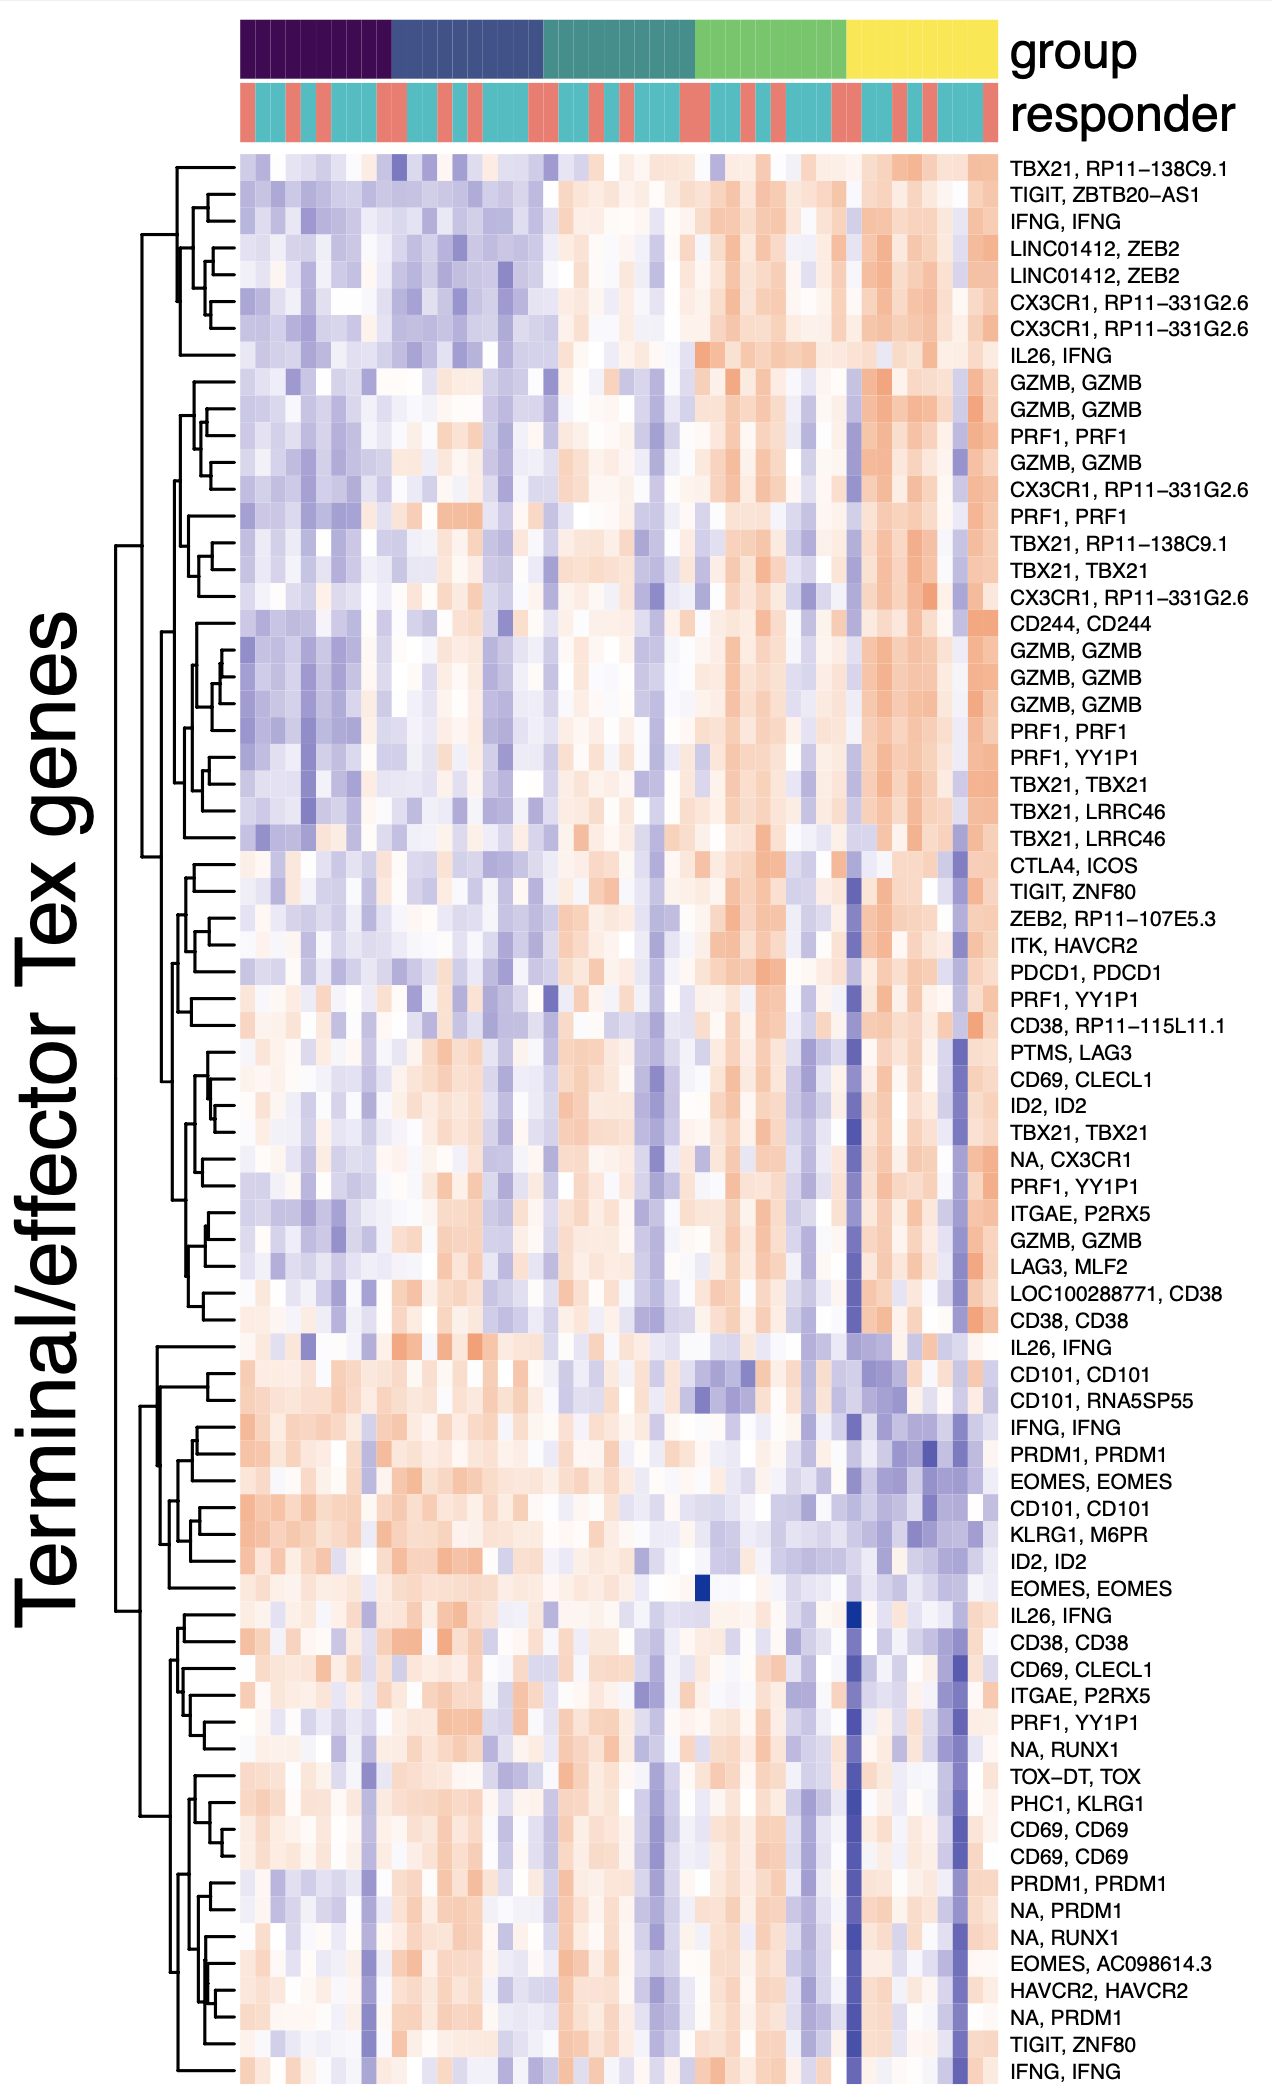 group
responder
Terminal/effector Tex genes
TBX21, RP11−138C9.1
TIGIT, ZBTB20−AS1
IFNG, IFNG
LINC01412, ZEB2
LINC01412, ZEB2
CX3CR1, RP11−331G2.6
CX3CR1, RP11−331G2.6
IL26, IFNG
GZMB, GZMB
GZMB, GZMB
PRF1, PRF1
GZMB, GZMB
CX3CR1, RP11−331G2.6
PRF1, PRF1
TBX21, RP11−138C9.1
TBX21, TBX21
CX3CR1, RP11−331G2.6
CD244, CD244
GZMB, GZMB
GZMB, GZMB
GZMB, GZMB
PRF1, PRF1
PRF1, YY1P1
TBX21, TBX21
TBX21, LRRC46
TBX21, LRRC46
CTLA4, ICOS
TIGIT, ZNF80
ZEB2, RP11−107E5.3
ITK, HAVCR2
PDCD1, PDCD1
PRF1, YY1P1
CD38, RP11−115L11.1
PTMS, LAG3
CD69, CLECL1
ID2, ID2
TBX21, TBX21
NA, CX3CR1
PRF1, YY1P1
ITGAE, P2RX5
GZMB, GZMB
LAG3, MLF2
LOC100288771, CD38
CD38, CD38
IL26, IFNG
CD101, CD101
CD101, RNA5SP55
IFNG, IFNG
PRDM1, PRDM1
EOMES, EOMES
CD101, CD101
KLRG1, M6PR
ID2, ID2
EOMES, EOMES
IL26, IFNG
CD38, CD38
CD69, CLECL1
ITGAE, P2RX5
PRF1, YY1P1
NA, RUNX1
TOX−DT, TOX
PHC1, KLRG1
CD69, CD69
CD69, CD69
PRDM1, PRDM1
NA, PRDM1
NA, RUNX1
EOMES, AC098614.3
HAVCR2, HAVCR2
NA, PRDM1
TIGIT, ZNF80
IFNG, IFNG